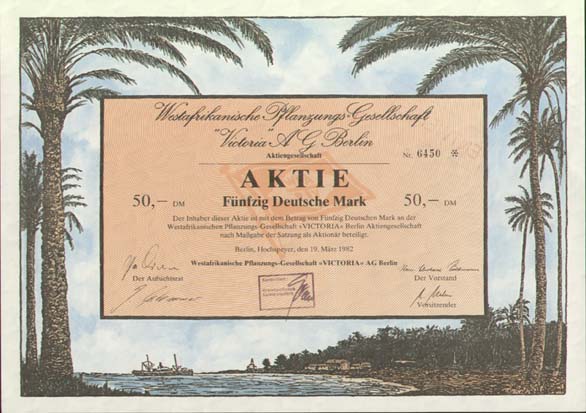 Westafrikanische Pflanzungs-Gesellschaft
"Victoria" A G Berlin
Aktiengesellschaft
Nr. 6450 *
AKTIE
50,– DM Fünfzig Deutsche Mark 50,– DM
Der Inhaber dieser Aktie ist mit dem Betrag von Fünfzig Deutschen Mark an der
Westafrikanischen Pflanzungs-Gesellschaft «VICTORIA» Berlin Aktiengesellschaft
nach Maßgabe der Satzung als Aktionär beteiligt.
Berlin, Hochspeyer, den 19. März 1982
Westafrikanische Pflanzungs-Gesellschaft «VICTORIA» AG Berlin
Der Aufsichtsrat
Der Vorstand
Vorsitzender